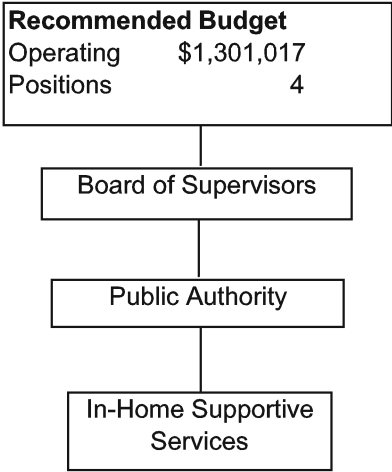 Recommended Budget
Operating $1,301,017
Positions 4
Board of Supervisors
Public Authority
In-Home Supportive
Services